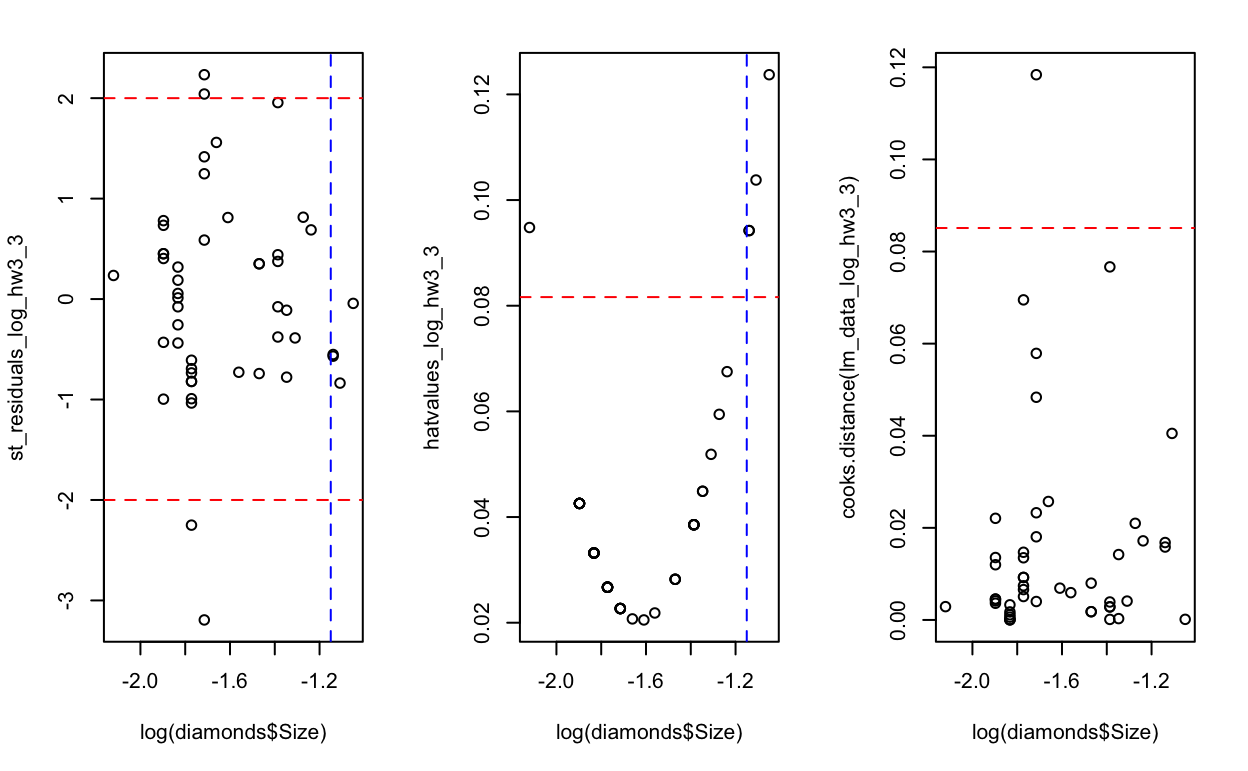 st_residuals_log_hw3_3
2
1
0
-1
-2
-3
-2.0 -1.6 -1.2
log(diamonds$Size)
hatvalues_log_hw3_3
0.12
0.10
0.08
0.06
0.04
0.02
-2.0 -1.6 -1.2
log(diamonds$Size)
cooks.distance(lm_data_log_hw3_3)
0.12
0.10
0.08
0.06
0.04
0.02
0.00
-2.0 -1.6 -1.2
log(diamonds$Size)